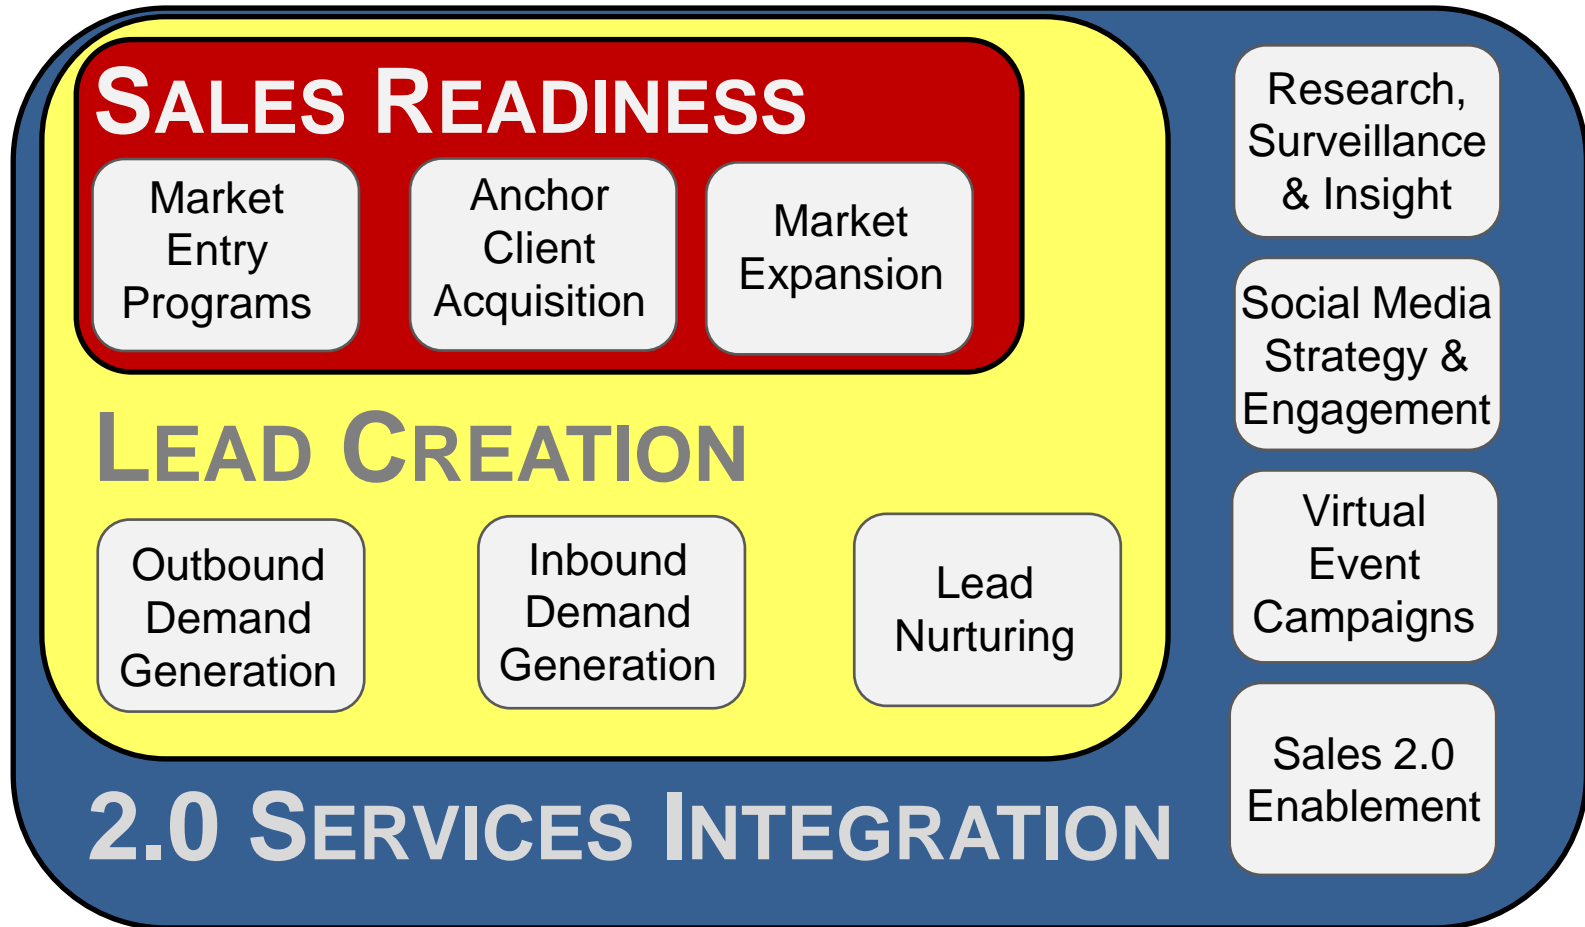 SALES READINESS
Market
Entry
Programs
Anchor
Client
Acquisition
Market
Expansion
LEAD CREATION
Outbound
Demand
Generation
Inbound
Demand
Generation
Lead
Nurturing
2.0 SERVICES INTEGRATION
Research,
Surveillance
& Insight
Social Media
Strategy &
Engagement
Virtual
Event
Campaigns
Sales 2.0
Enablement